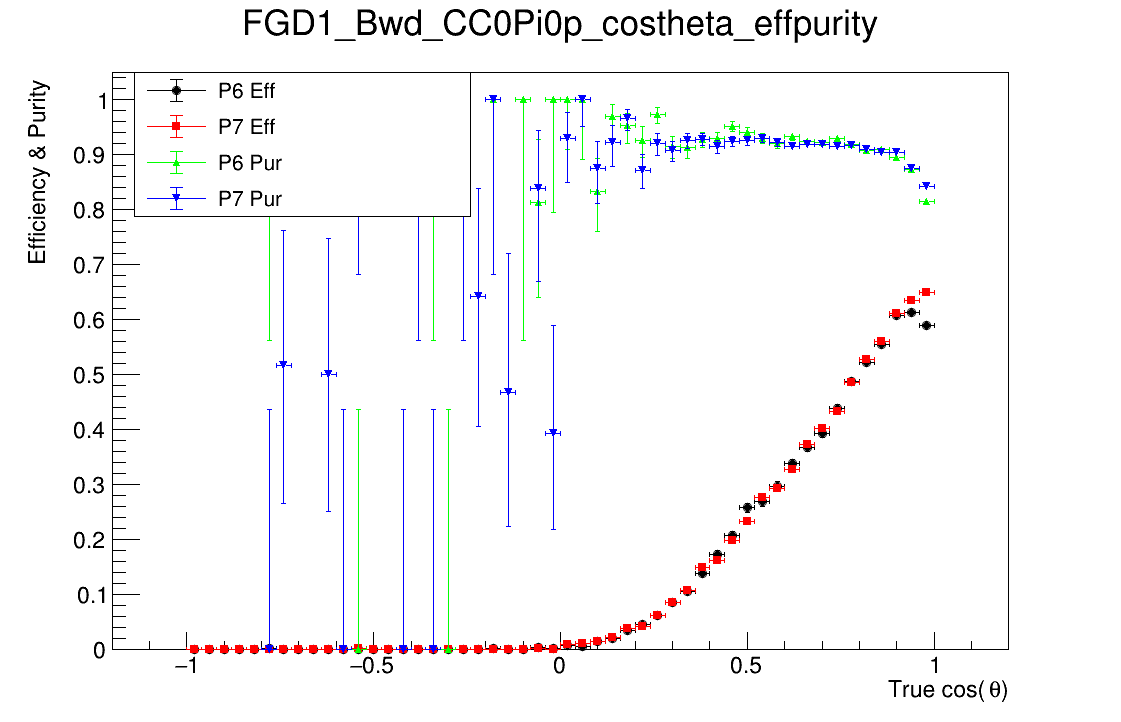 FGD1_Bwd_CC0Pi0p_costheta_effpurity
Efficiency & Purity
P6 Eff
P7 Eff
P6 Pur
P7 Pur
1
0.9
0.8
0.7
0.6
0.5
0.4
0.3
0.2
0.1
0
−1
−0.5
0
0.5
1
True cos( θ)